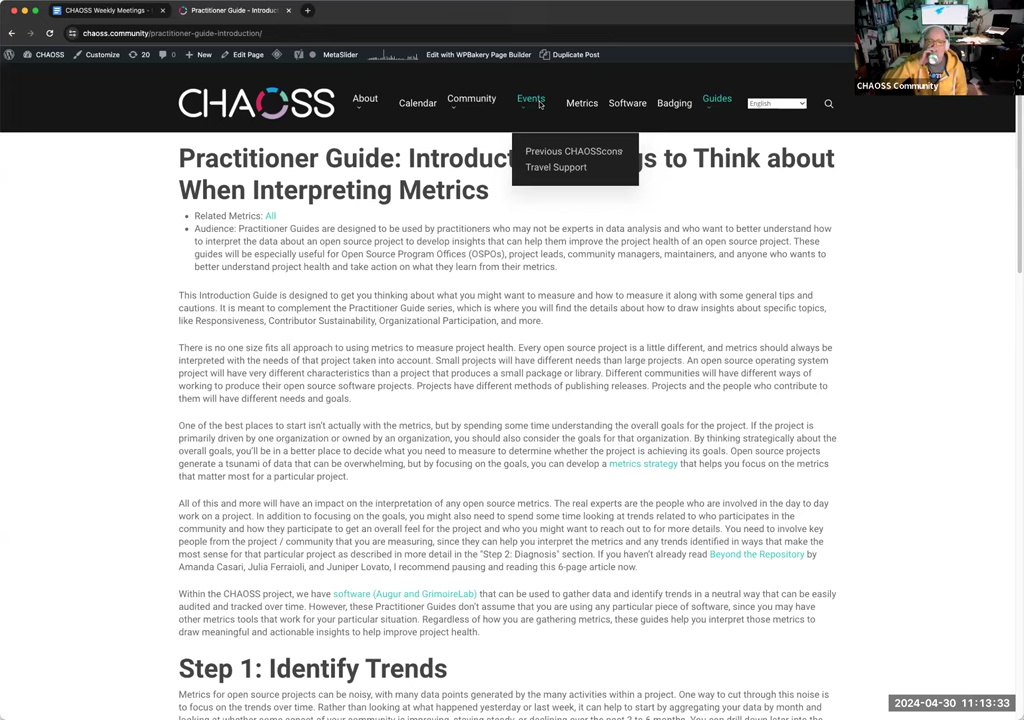 CHAOSS Weekly Meetings -
Practitioner Guide - Introduc
chaoss.community/practitioner-guide-introduction/
CHAOSS
Customize
20
0
New
Edit Page
MetaSlider
Edit with WPBakery Page Builder
Duplicate Post
CHAOSS Community
CHAOSS
About
Calendar
Community
Events
Metrics
Software
Badging
Guides
English
Previous CHAOSScons
Travel Support
Practitioner Guide: Introduc gs to Think about
When Interpreting Metrics
Related Metrics: All
Audience: Practitioner Guides are designed to be used by practitioners who may not be experts in data analysis and who want to better understand how
to interpret the data about an open source project to develop insights that can help them improve the project health of an open source project. These
guides will be especially useful for Open Source Program Offices (OSPOs), project leads, community managers, maintainers, and anyone who wants to
better understand project health and take action on what they learn from their metrics.
This Introduction Guide is designed to get you thinking about what you might want to measure and how to measure it along with some general tips and
cautions. It is meant to complement the Practitioner Guide series, which is where you will find the details about how to draw insights about specific topics,
like Responsiveness, Contributor Sustainability, Organizational Participation, and more.
There is no one size fits all approach to using metrics to measure project health. Every open source project is a little different, and metrics should always be
interpreted with the needs of that project taken into account. Small projects will have different needs than large projects. An open source operating system
project will have very different characteristics than a project that produces a small package or library. Different communities will have different ways of
working to produce their open source software projects. Projects have different methods of publishing releases. Projects and the people who contribute to
them will have different needs and goals.
One of the best places to start isn't actually with the metrics, but by spending some time understanding the overall goals for the project. If the project is
primarily driven by one organization or owned by an organization, you should also consider the goals for that organization. By thinking strategically about the
overall goals, you'll be in a better place to decide what you need to measure to determine whether the project is achieving its goals. Open source projects
generate a tsunami of data that can be overwhelming, but by focusing on the goals, you can develop a metrics strategy that helps you focus on the metrics
that matter most for a particular project.
All of this and more will have an impact on the interpretation of any open source metrics. The real experts are the people who are involved in the day to day
work on a project. In addition to focusing on the goals, you might also need to spend some time looking at trends related to who participates in the
community and how they participate to get an overall feel for the project and who you might want to reach out to for more details. You need to involve key
people from the project / community that you are measuring, since they can help you interpret the metrics and any trends identified in ways that make the
most sense for that particular project as described in more detail in the "Step 2: Diagnosis" section. If you haven't already read Beyond the Repository by
Amanda Casari, Julia Ferraioli, and Juniper Lovato, I recommend pausing and reading this 6-page article now.
Within the CHAOSS project, we have software (Augur and GrimoireLab) that can be used to gather data and identify trends in a neutral way that can be easily
audited and tracked over time. However, these Practitioner Guides don't assume that you are using any particular piece of software, since you may have
other metrics tools that work for your particular situation. Regardless of how you are gathering metrics, these guides help you interpret those metrics to
draw meaningful and actionable insights to help improve project health.
Step 1: Identify Trends
Metrics for open source projects can be noisy, with many data points generated by the many activities within a project. One way to cut through this noise is
to focus on the trends over time. Rather than looking at what happened yesterday or last week, it can help to start by aggregating your data by month and
2024-04-30 11:13:33